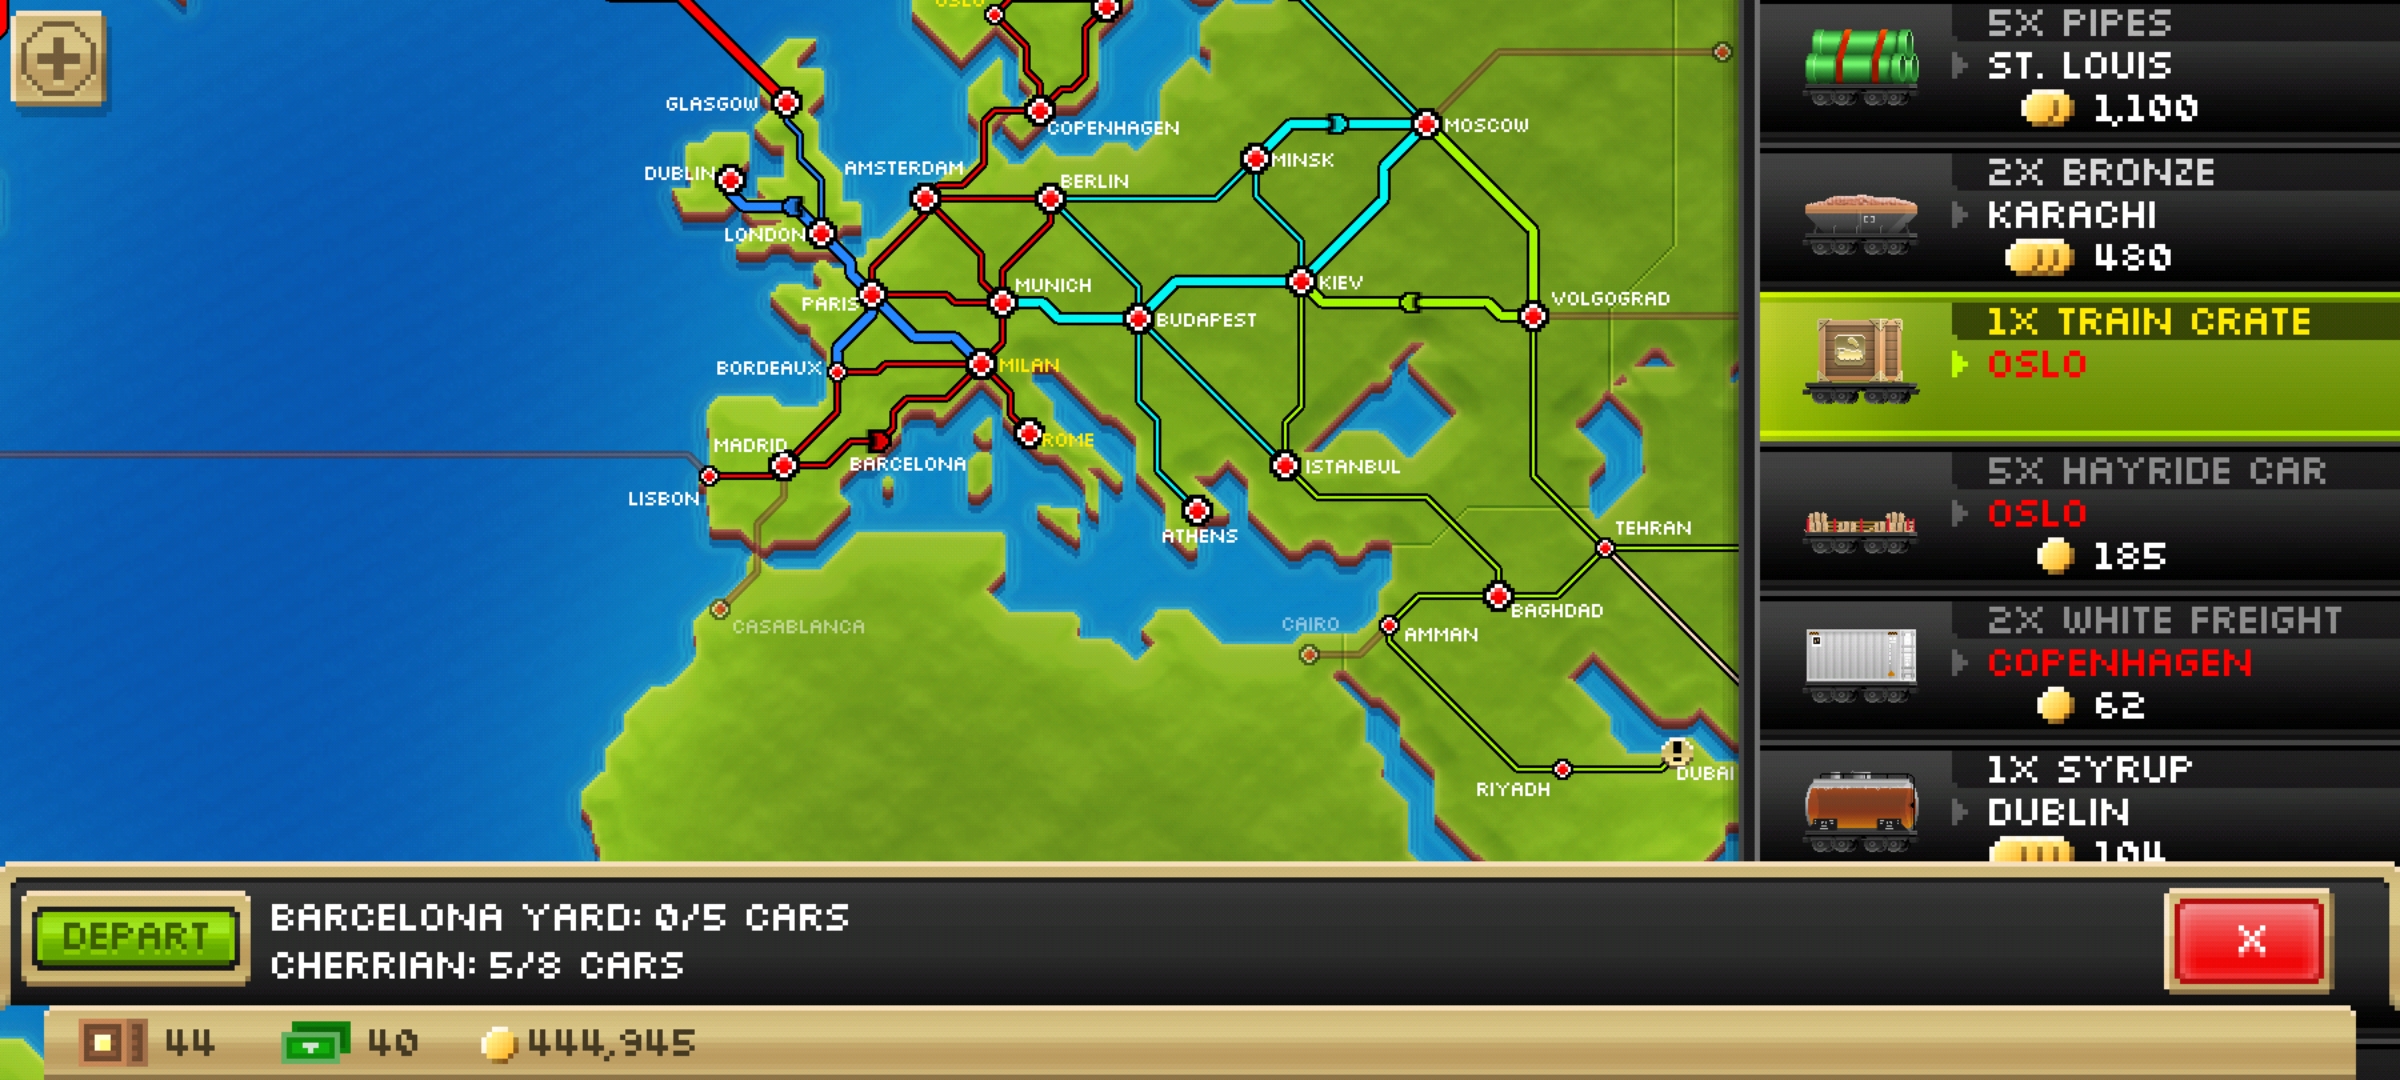 OSLO
GLASGOW
COPENHAGEN
MOSCOW
MINSK
DUBLIN
AMSTERDAM
BERLIN
LONDON
MUNICH
KIEV
PARIS
VOLGOGRAD
BUDAPEST
BORDEAUX
MILAN
MADRID
ROME
BARCELONA
ISTANBUL
LISBON
ATHENS
TEHRAN
BAGHDAD
CASABLANCA
CAIRO
AMMAN
RIYADH
DUBAI
5X PIPES
ST. LOUIS
1,100
2X BRONZE
KARACHI
480
1X TRAIN CRATE
OSLO
5X HAYRIDE CAR
OSLO
185
2X WHITE FREIGHT
COPENHAGEN
62
1X SYRUP
DUBLIN
104
DEPART
BARCELONA YARD: 0/5 CARS
CHERRIAN: 5/8 CARS
X
44
40
444,945